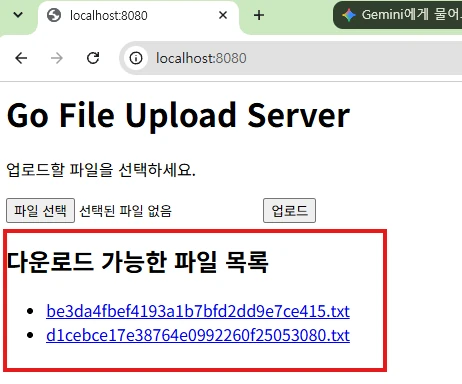 localhost:8080
Gemini에게 물어
localhost:8080
Go File Upload Server
업로드할 파일을 선택하세요.
파일 선택 선택된 파일 없음 업로드
다운로드 가능한 파일 목록
be3da4fbef4193a1b7bfd2dd9e7ce415.txt
d1cebce17e38764e0992260f25053080.txt